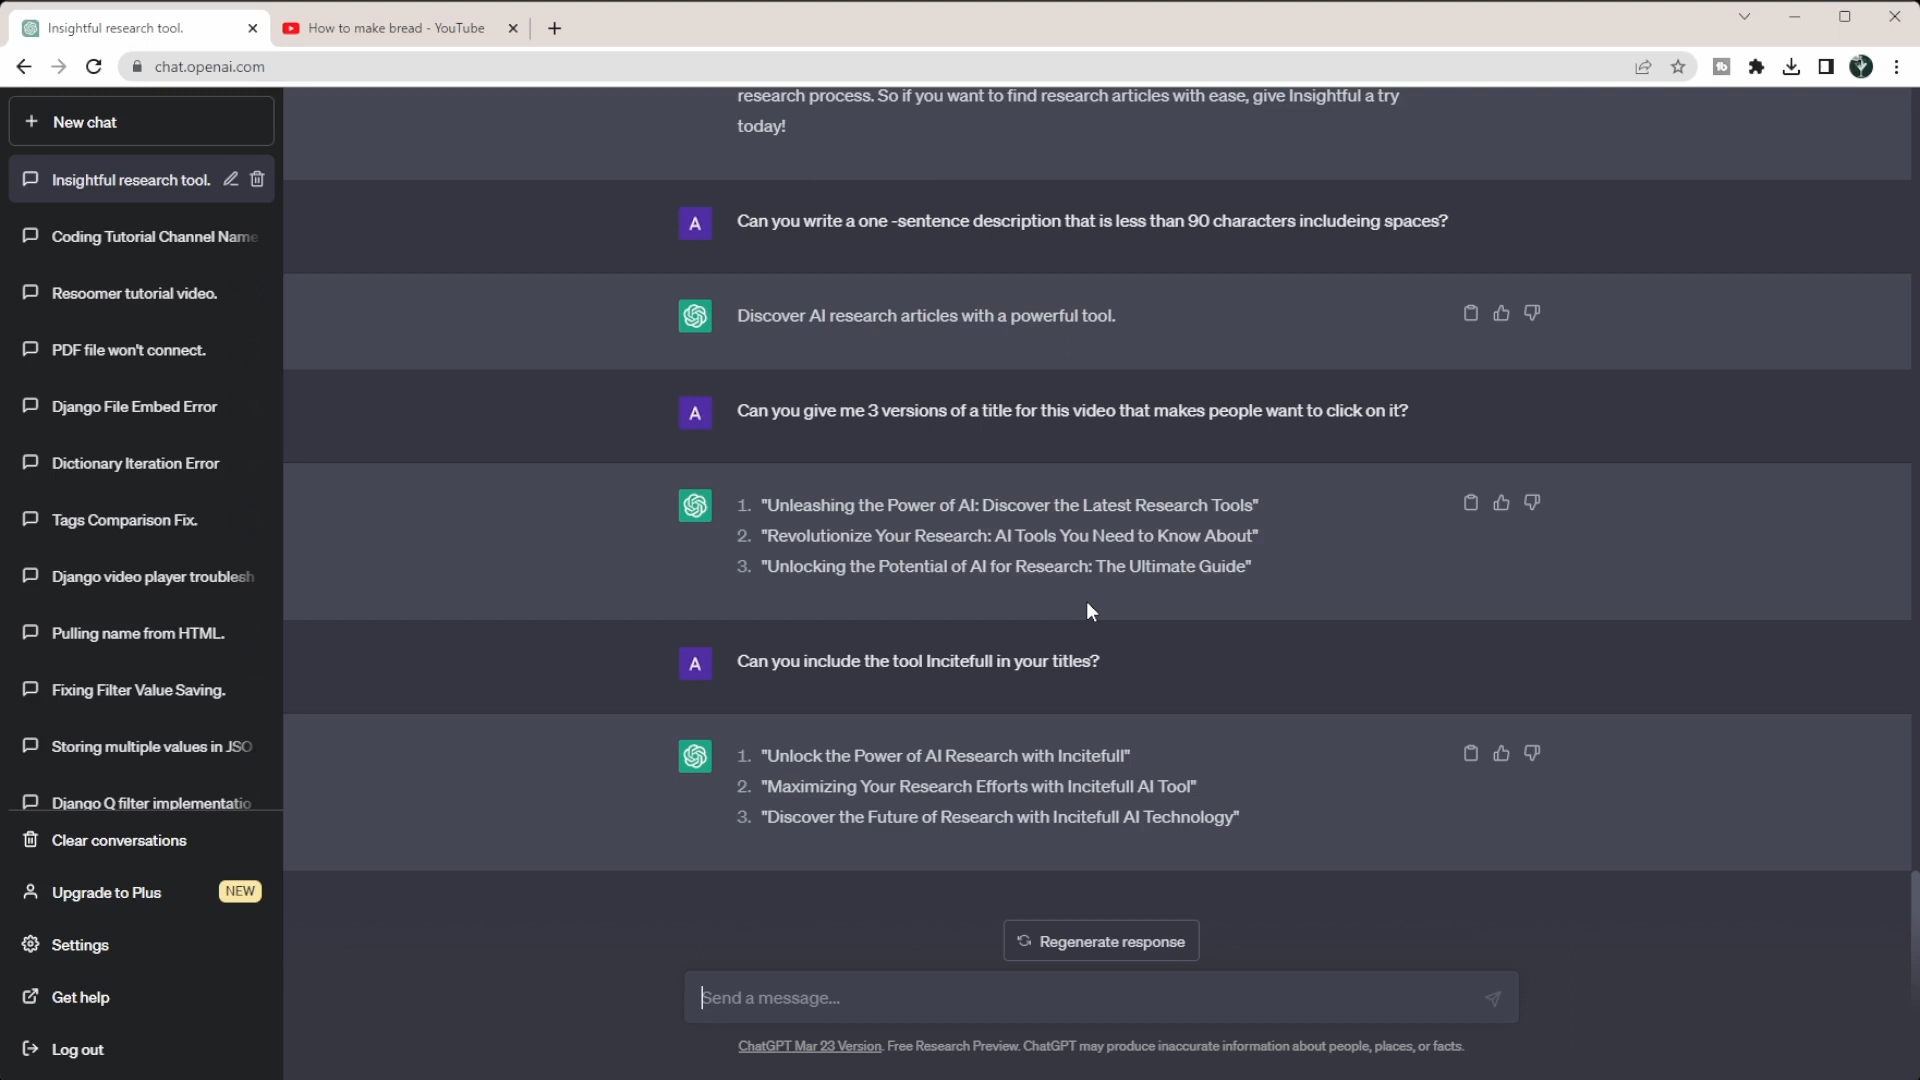 Insightful research tool.
How to make bread - YouTube
chat.openai.com
New chat
Insightful research tool.
Coding Tutorial Channel Name
Resoomer tutorial video.
PDF file won't connect.
Django File Embed Error
Dictionary Iteration Error
Tags Comparison Fix.
Django video player troublesh
Pulling name from HTML.
Fixing Filter Value Saving.
Storing multiple values in JSO
Django Q filter implementatio
Clear conversations
Upgrade to Plus NEW
Settings
Get help
Log out
research process. So if you want to find research articles with ease, give Insightful a try
today!
A Can you write a one -sentence description that is less than 90 characters includeing spaces?
Discover AI research articles with a powerful tool.
A Can you give me 3 versions of a title for this video that makes people want to click on it?
1. "Unleashing the Power of AI: Discover the Latest Research Tools"
2. "Revolutionize Your Research: AI Tools You Need to Know About"
3. "Unlocking the Potential of AI for Research: The Ultimate Guide"
A Can you include the tool Incitefull in your titles?
1. "Unlock the Power of AI Research with Incitefull"
2. "Maximizing Your Research Efforts with Incitefull AI Tool"
3. "Discover the Future of Research with Incitefull AI Technology"
Regenerate response
Send a message...
ChatGPT Mar 23 Version. Free Research Preview. ChatGPT may produce inaccurate information about people, places, or facts.